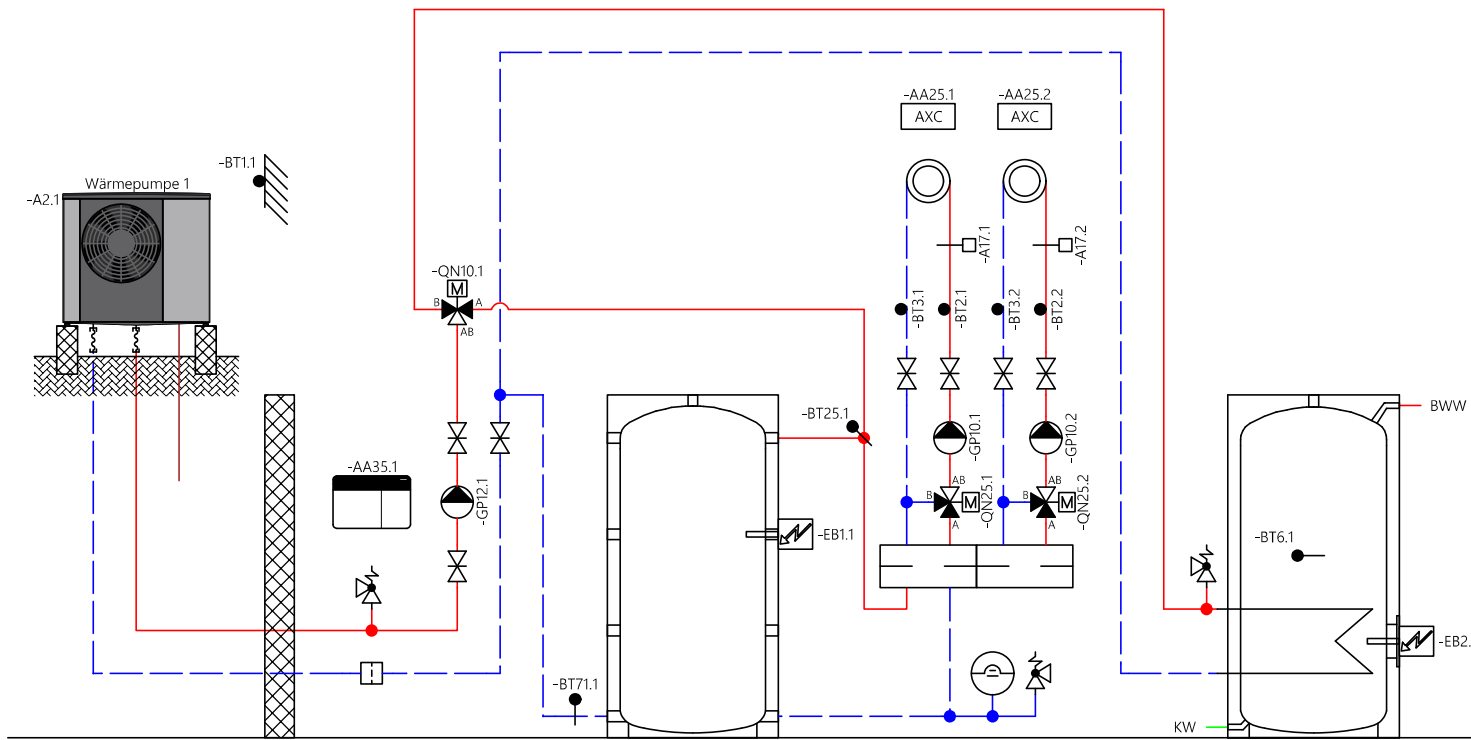 -AA25.1
AXC
-AA25.2
AXC
-BT1.1
Wärmepumpe 1
-A2.1
-QN10.1
M
B
A
AB
-A17.1
-A17.2
-BT3.1
-BT2.1
-BT3.2
-BT2.2
-BT25.1
-GP10.1
-GP10.2
BWW
-AA35.1
-GP12.1
AB
B
M
A
-QN25.1
AB
B
M
A
-QN25.2
-EB1.1
-BT6.1
-EB2.
-BT71.1
KW